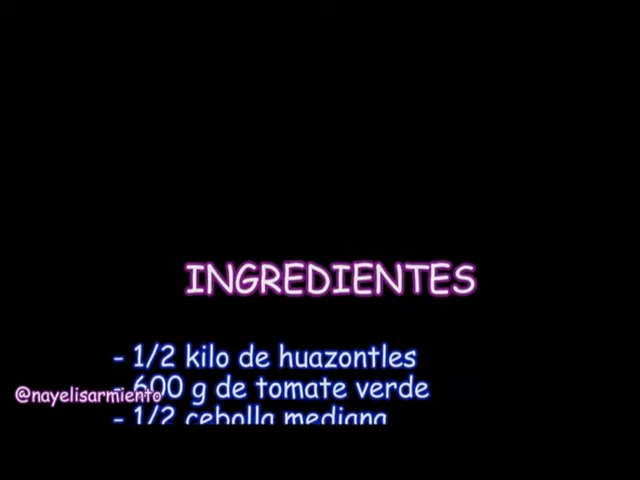 INGREDIENTES
- 1/2 kilo de huazontles
- 600 g de tomate verde
@nayelisarmiento
- 1/2 cebolla mediana